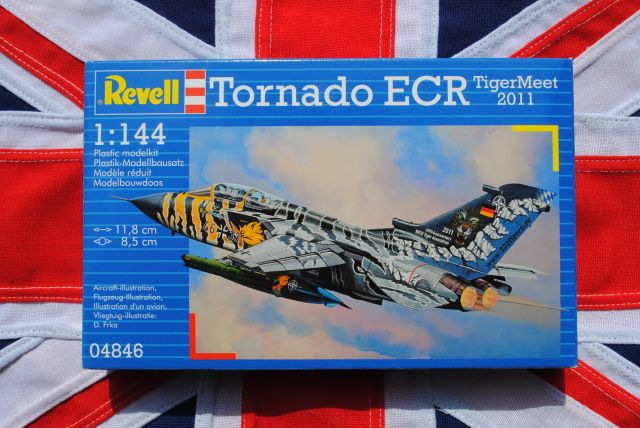 Revell
Tornado ECR
TigerMeet
2011
1:144
Plastic modelkit
Plastik-Modellbausatz
Modèle réduit
Modelbouwdoos
11,8 cm
8,5 cm
Aircraft-illustration,
Flugzeug-Illustration,
Illustration d'un avion,
Vliegtuig-illustratie:
D. Frka
04846
2011